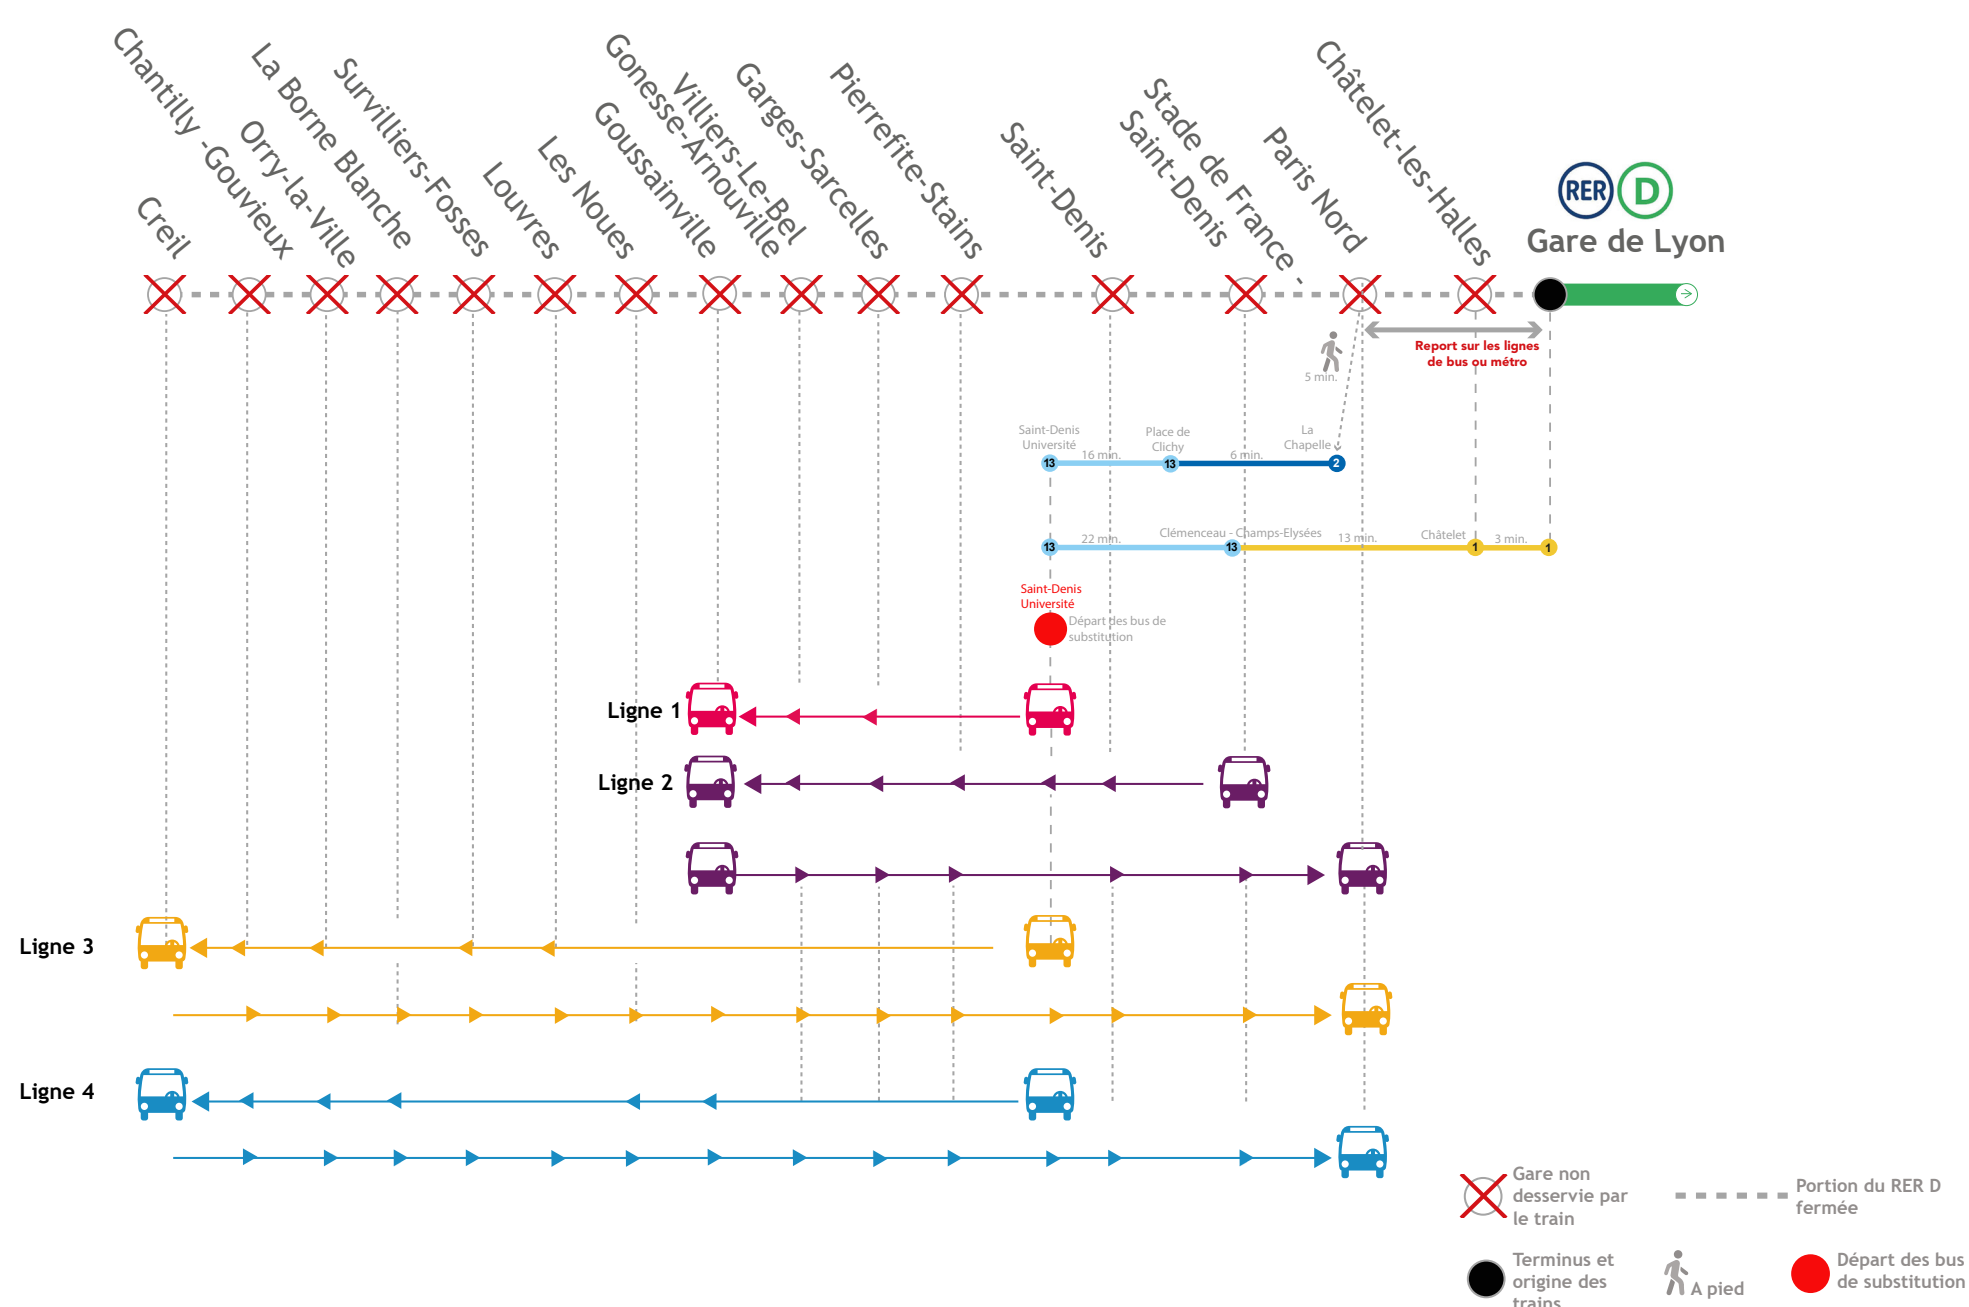 Creil
Chantilly -Gouvieux
Orry-la-Ville
La Borne Blanche
Survilliers-Fosses
Louvres
Les Noues
Goussainville
Villiers-Le-Bel
Gonesse-Arnouville
Garges-Sarcelles
Pierrefite-Stains
Saint-Denis
Stade de France -
Saint-Denis
Paris Nord
Châtelet-les-Halles
RER D
Gare de Lyon
Report sur les lignes
de bus ou métro
5 min.
Saint-Denis
Université
Place de
Clichy
La
Chapelle
16 min.
6 min.
13
13
2
Clémenceau - Champs-Elysées
Châtelet
22 min.
13 min.
3 min.
13
13
1
1
Saint-Denis
Université
Départ des bus de
substitution
Ligne 1
Ligne 2
Ligne 3
Ligne 4
Gare non
desservie par
le train
Portion du RER D
fermée
Terminus et
origine des
trains
A pied
Départ des bus
de substitution